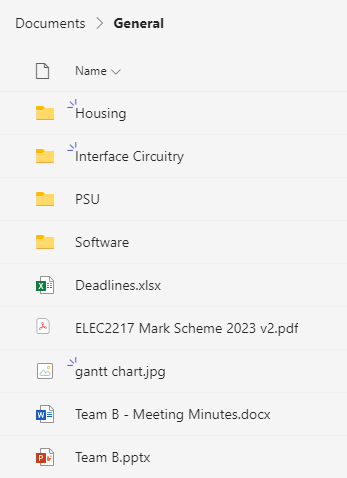 Documents > General
Name
Housing
Interface Circuitry
PSU
Software
Deadlines.xlsx
ELEC2217 Mark Scheme 2023 v2.pdf
gantt chart.jpg
Team B - Meeting Minutes.docx
Team B.pptx